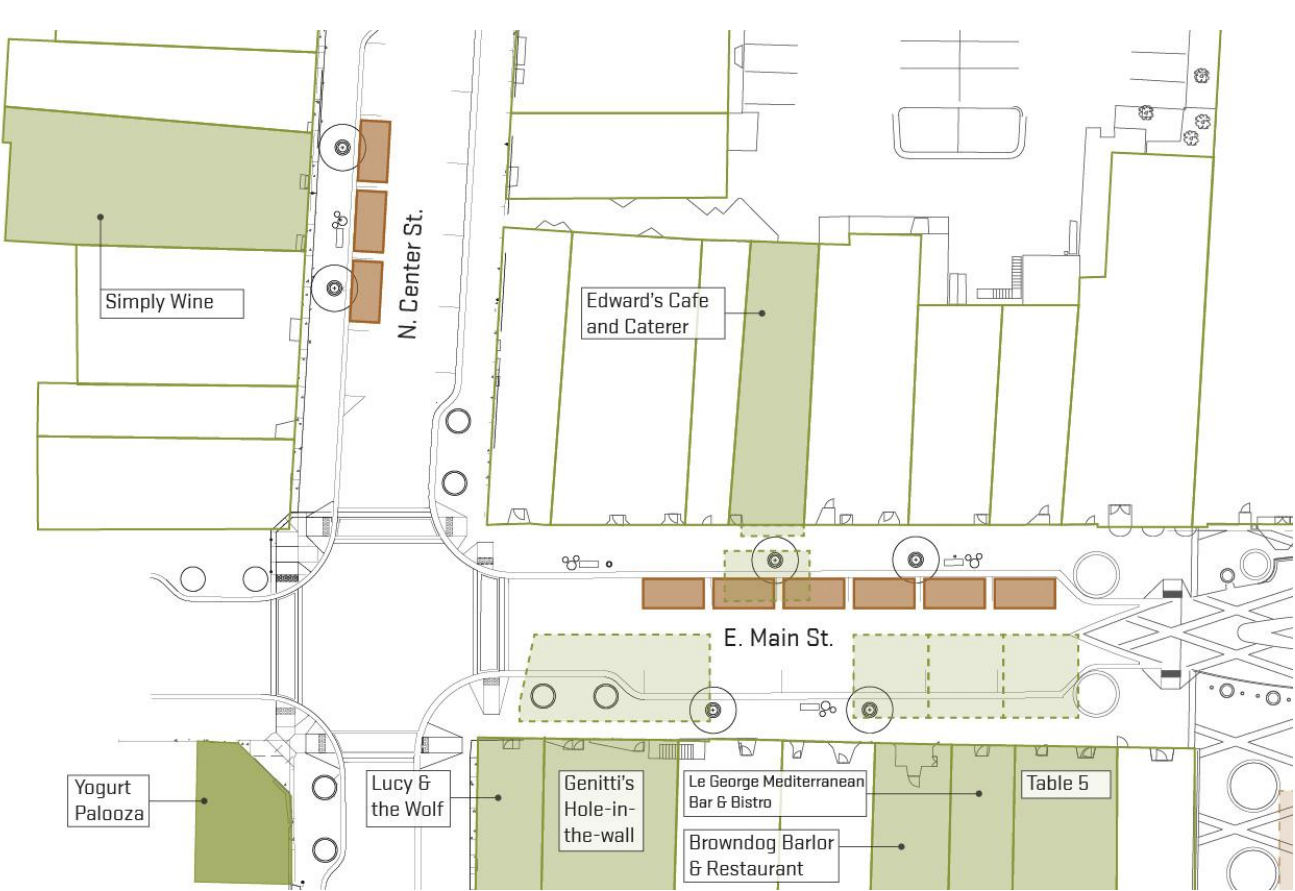 N. Center St.
Simply Wine
Edward's Cafe
and Caterer
E. Main St.
Yogurt
Palooza
Lucy &
the Wolf
Genitti's
Hole-in-
the-wall
Le George Mediterranean
Bar & Bistro
Browndog Barlor
& Restaurant
Table 5